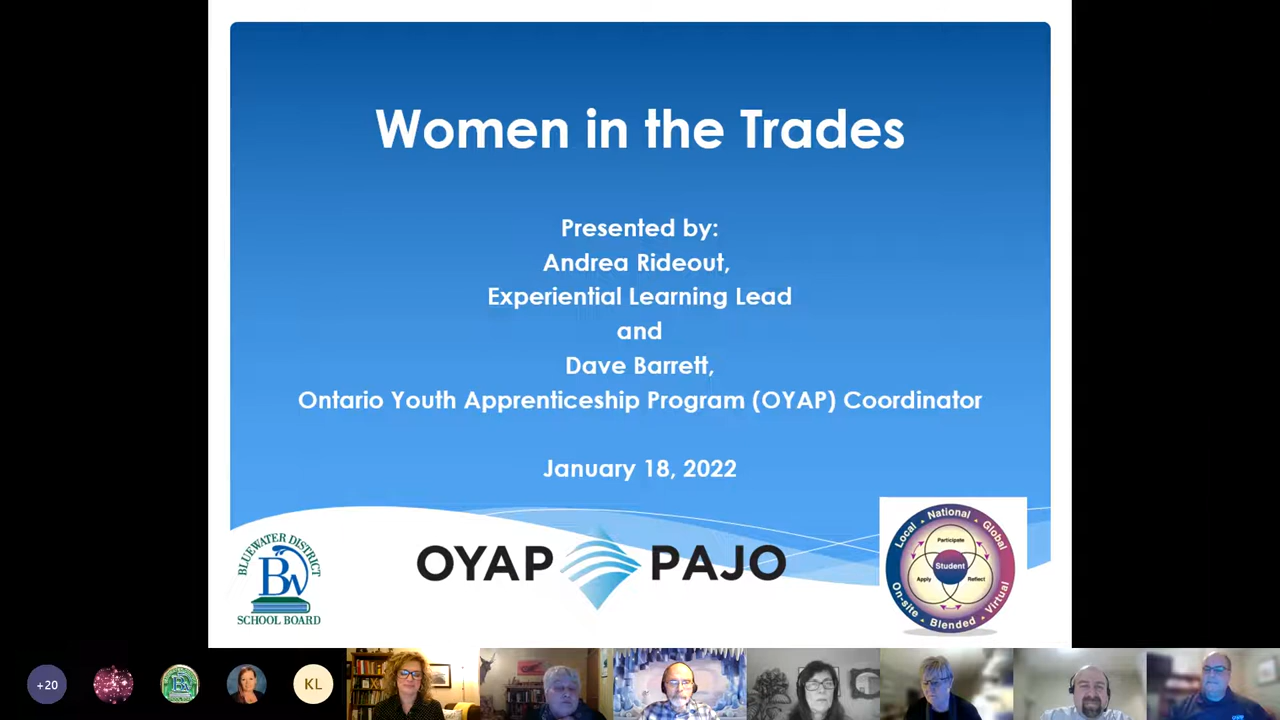 Women in the Trades
Presented by:
Andrea Rideout,
Experiential Learning Lead
and
Dave Barrett,
Ontario Youth Apprenticeship Program (OYAP) Coordinator
January 18, 2022
BLUEWATER DISTRICT
BW
SCHOOL BOARD
OYAP PAJO
Local National Global
Participate
Student
Apply Reflect
On-site Blended Virtual
+20
KL